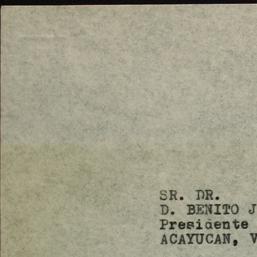 SR. DR.
D. BENITO J
Presidente
ACAYUCAN, V